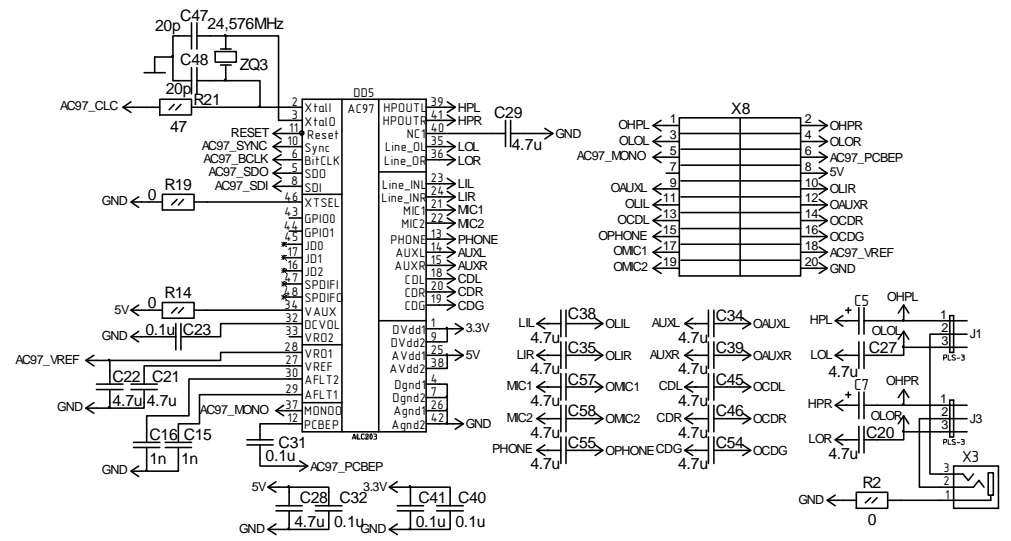 C47
20p 24,576MHz
C48 ZQ3
20p R21
AC97_CLC
47
RESET
AC97_SYNC
AC97_BCLK
AC97_SDO
AC97_SDI
GND 0 R19
5V 0 R14
GND 0.1u C23
AC97_VREF
C22 C21
GND 4.7u 4.7u
AC97_MONO
C16 C15
GND 1n 1n
C31
0.1u
AC97_PCBEP
DD5
AC97
2 XtalI
3 XtalO
11 Reset
10 Sync
6 BitCLK
5 SDO
8 SDI
46 XTSEL
43 GPIO0
44 GPIO1
45 JD0
17 JD1
16 JD2
47 SPDIFI
48 SPDIFO
34 VAUX
32 DCVOL
33 VRO2
28 VRO1
27 VREF
30 AFLT2
29 AFLT1
37 MONOO
12 PCBEP
ALC203
HPOUTL 39 HPL
HPOUTR 41 HPR
NC1 40
Line_OL 35 LOL
Line_OR 36 LOR
Line_INL 23 LIL
Line_INR 24 LIR
MIC1 21 MIC1
MIC2 22 MIC2
PHONE 13 PHONE
AUXL 14 AUXL
AUXR 15 AUXR
CDL 18 CDL
CDR 20 CDR
CDG 19 CDG
DVdd1 1 3.3V
DVdd2 9
AVdd1 25 5V
AVdd2 38
Dgnd1 4
Dgnd2 7
Agnd1 26
Agnd2 42 GND
C29
4.7u GND
X8
OHPL 1 2 OHPR
OLOL 3 4 OLOR
AC97_MONO 5 6 AC97_PCBEP
7 8 5V
OAUXL 9 10 OLIR
OLIL 11 12 OAUXR
OCDL 13 14 OCDR
OPHONE 15 16 OCDG
OMIC1 17 18 AC97_VREF
OMIC2 19 20 GND
LIL C38 OLIL
4.7u
LIR C35 OLIR
4.7u
MIC1 C57 OMIC1
4.7u
MIC2 C58 OMIC2
4.7u
PHONE C55 OPHONE
4.7u
AUXL C34 OAUXL
4.7u
AUXR C39 OAUXR
4.7u
CDL C45 OCDL
4.7u
CDR C46 OCDR
4.7u
CDG C54 OCDG
4.7u
OHPL
HPL + C5
OLOL
LOL C27
4.7u
1
2
3
J1
PLS-3
OHPR
HPR C7
4.7u OLOR
LOR C20
4.7u
1
2
3
J3
PLS-3
X3
3
2
1
GND R2
0
5V C28 C32
GND 4.7u 0.1u
3.3V C41 C40
GND 0.1u 0.1u